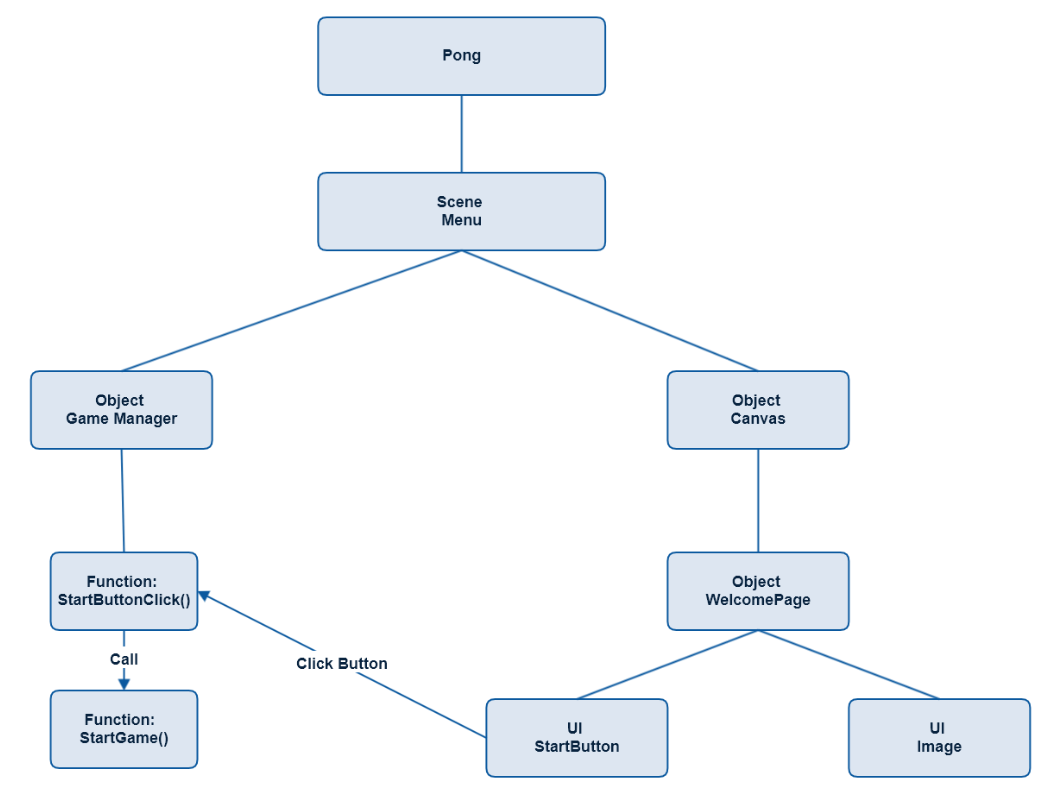 Pong
Scene
Menu
Object
Game Manager
Object
Canvas
Function:
StartButtonClick()
Object
WelcomePage
Call
Click Button
Function:
StartGame()
UI
StartButton
UI
Image